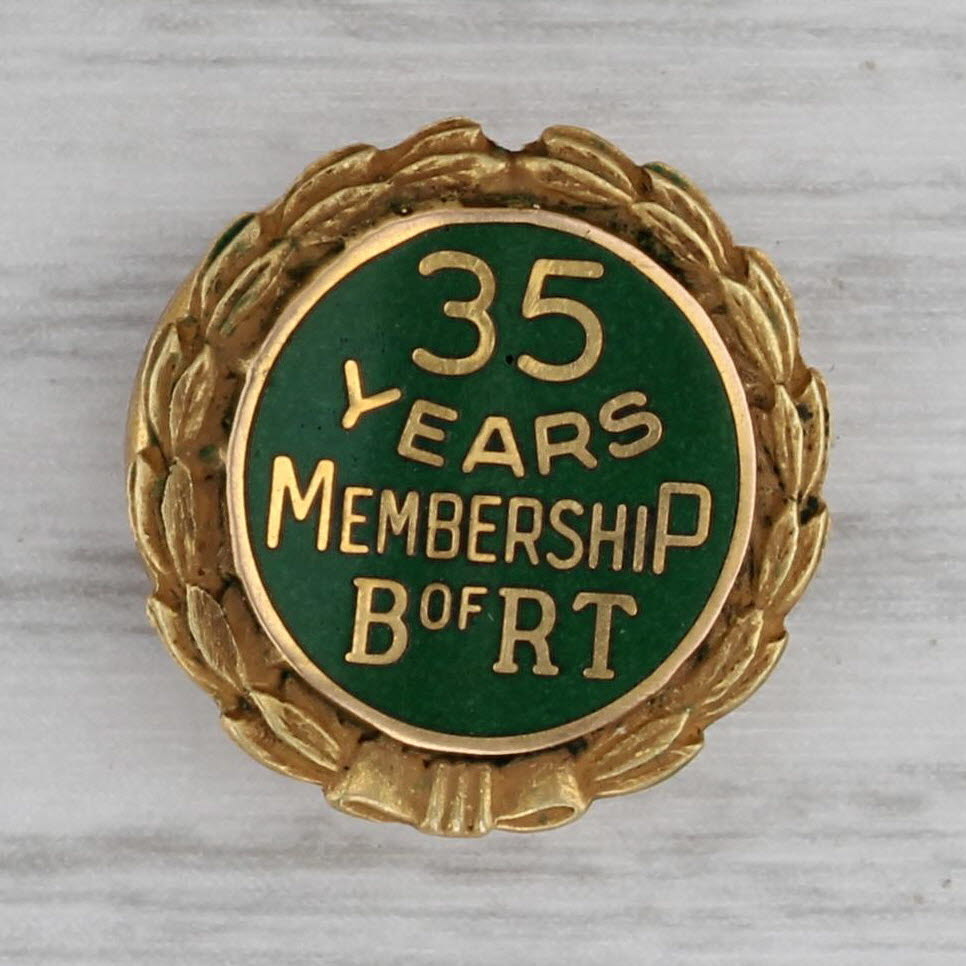 35
YEARS
MEMBERSHIP
B OF RT